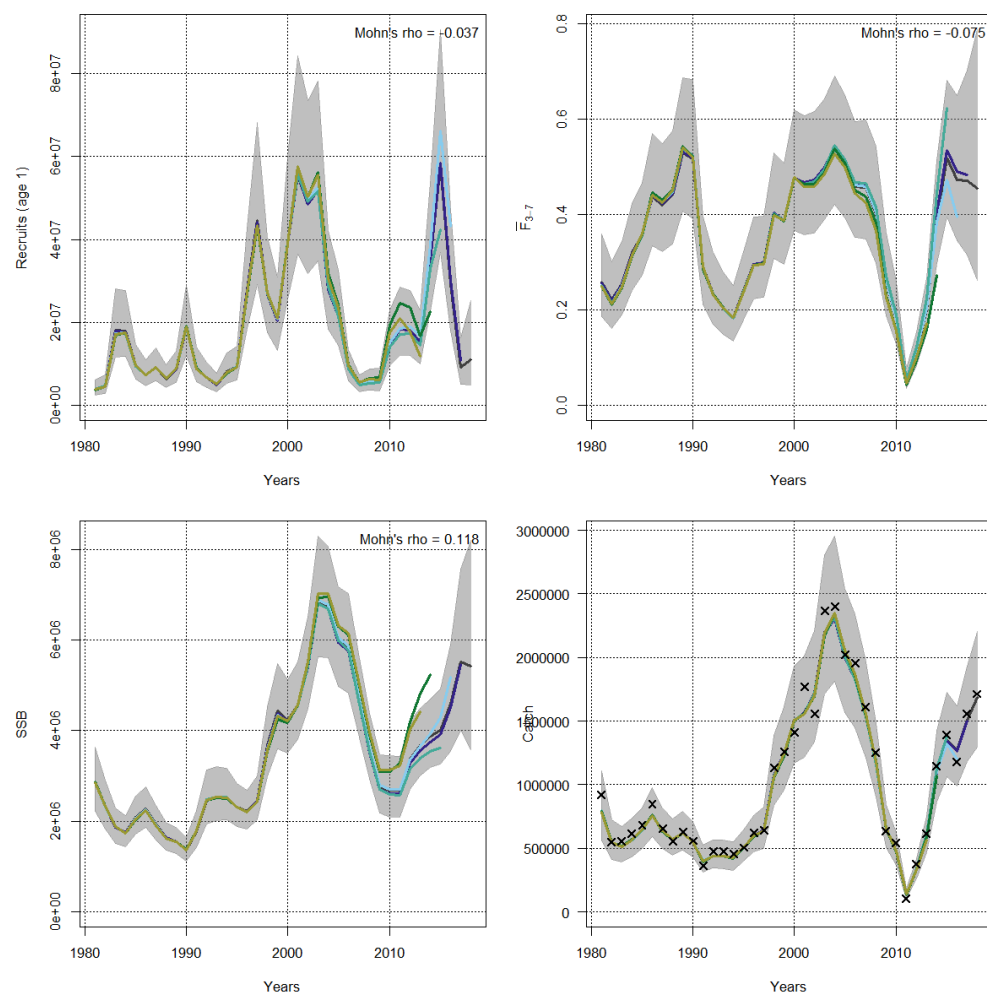 Mohn's rho = -0.037
Recruits (age 1)
8e+07
6e+07
4e+07
2e+07
0e+00
1980 1990 2000 2010
Years
Mohn's rho = -0.075
F3−7
0.8
0.6
0.4
0.2
0.0
1980 1990 2000 2010
Years
Mohn's rho = 0.118
SSB
8e+06
6e+06
4e+06
2e+06
0e+00
1980 1990 2000 2010
Years
Catch
3000000
2500000
2000000
1500000
1000000
500000
0
1980 1990 2000 2010
Years